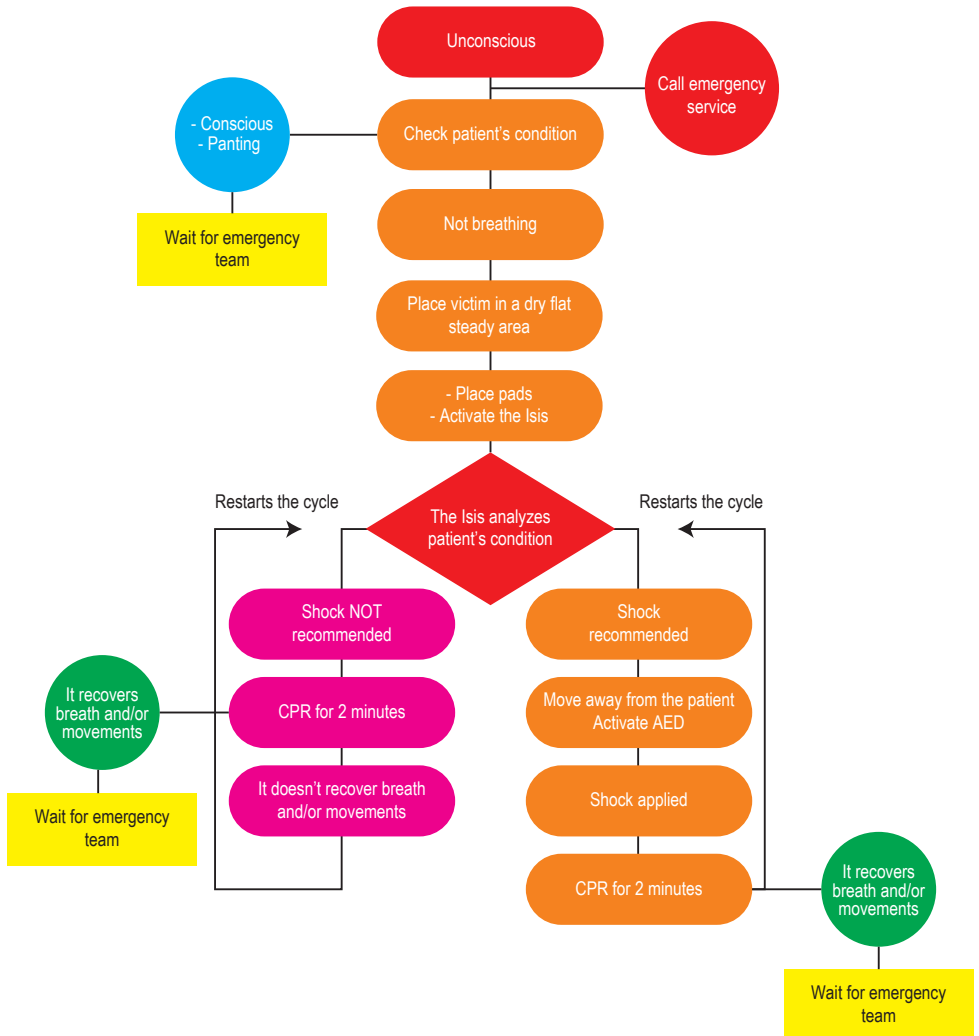 Unconscious
Call emergency
service
- Conscious
- Panting
Check patient's condition
Wait for emergency
team
Not breathing
Place victim in a dry flat
steady area
- Place pads
- Activate the Isis
Restarts the cycle
The Isis analyzes
patient's condition
Restarts the cycle
Shock NOT
recommended
Shock
recommended
It recovers
breath and/or
movements
CPR for 2 minutes
Move away from the patient
Activate AED
Wait for emergency
team
It doesn't recover breath
and/or movements
Shock applied
CPR for 2 minutes
It recovers
breath and/or
movements
Wait for emergency
team